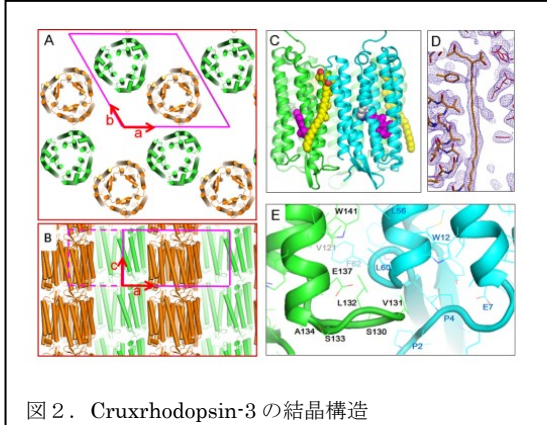 A
b
a
B
c
a
C
D
E
W141
V121
F62
E137
L132
V131
A134
S133
S130
L56
L60
W12
E7
P4
P2
図２．Cruxrhodopsin-3 の結晶構造